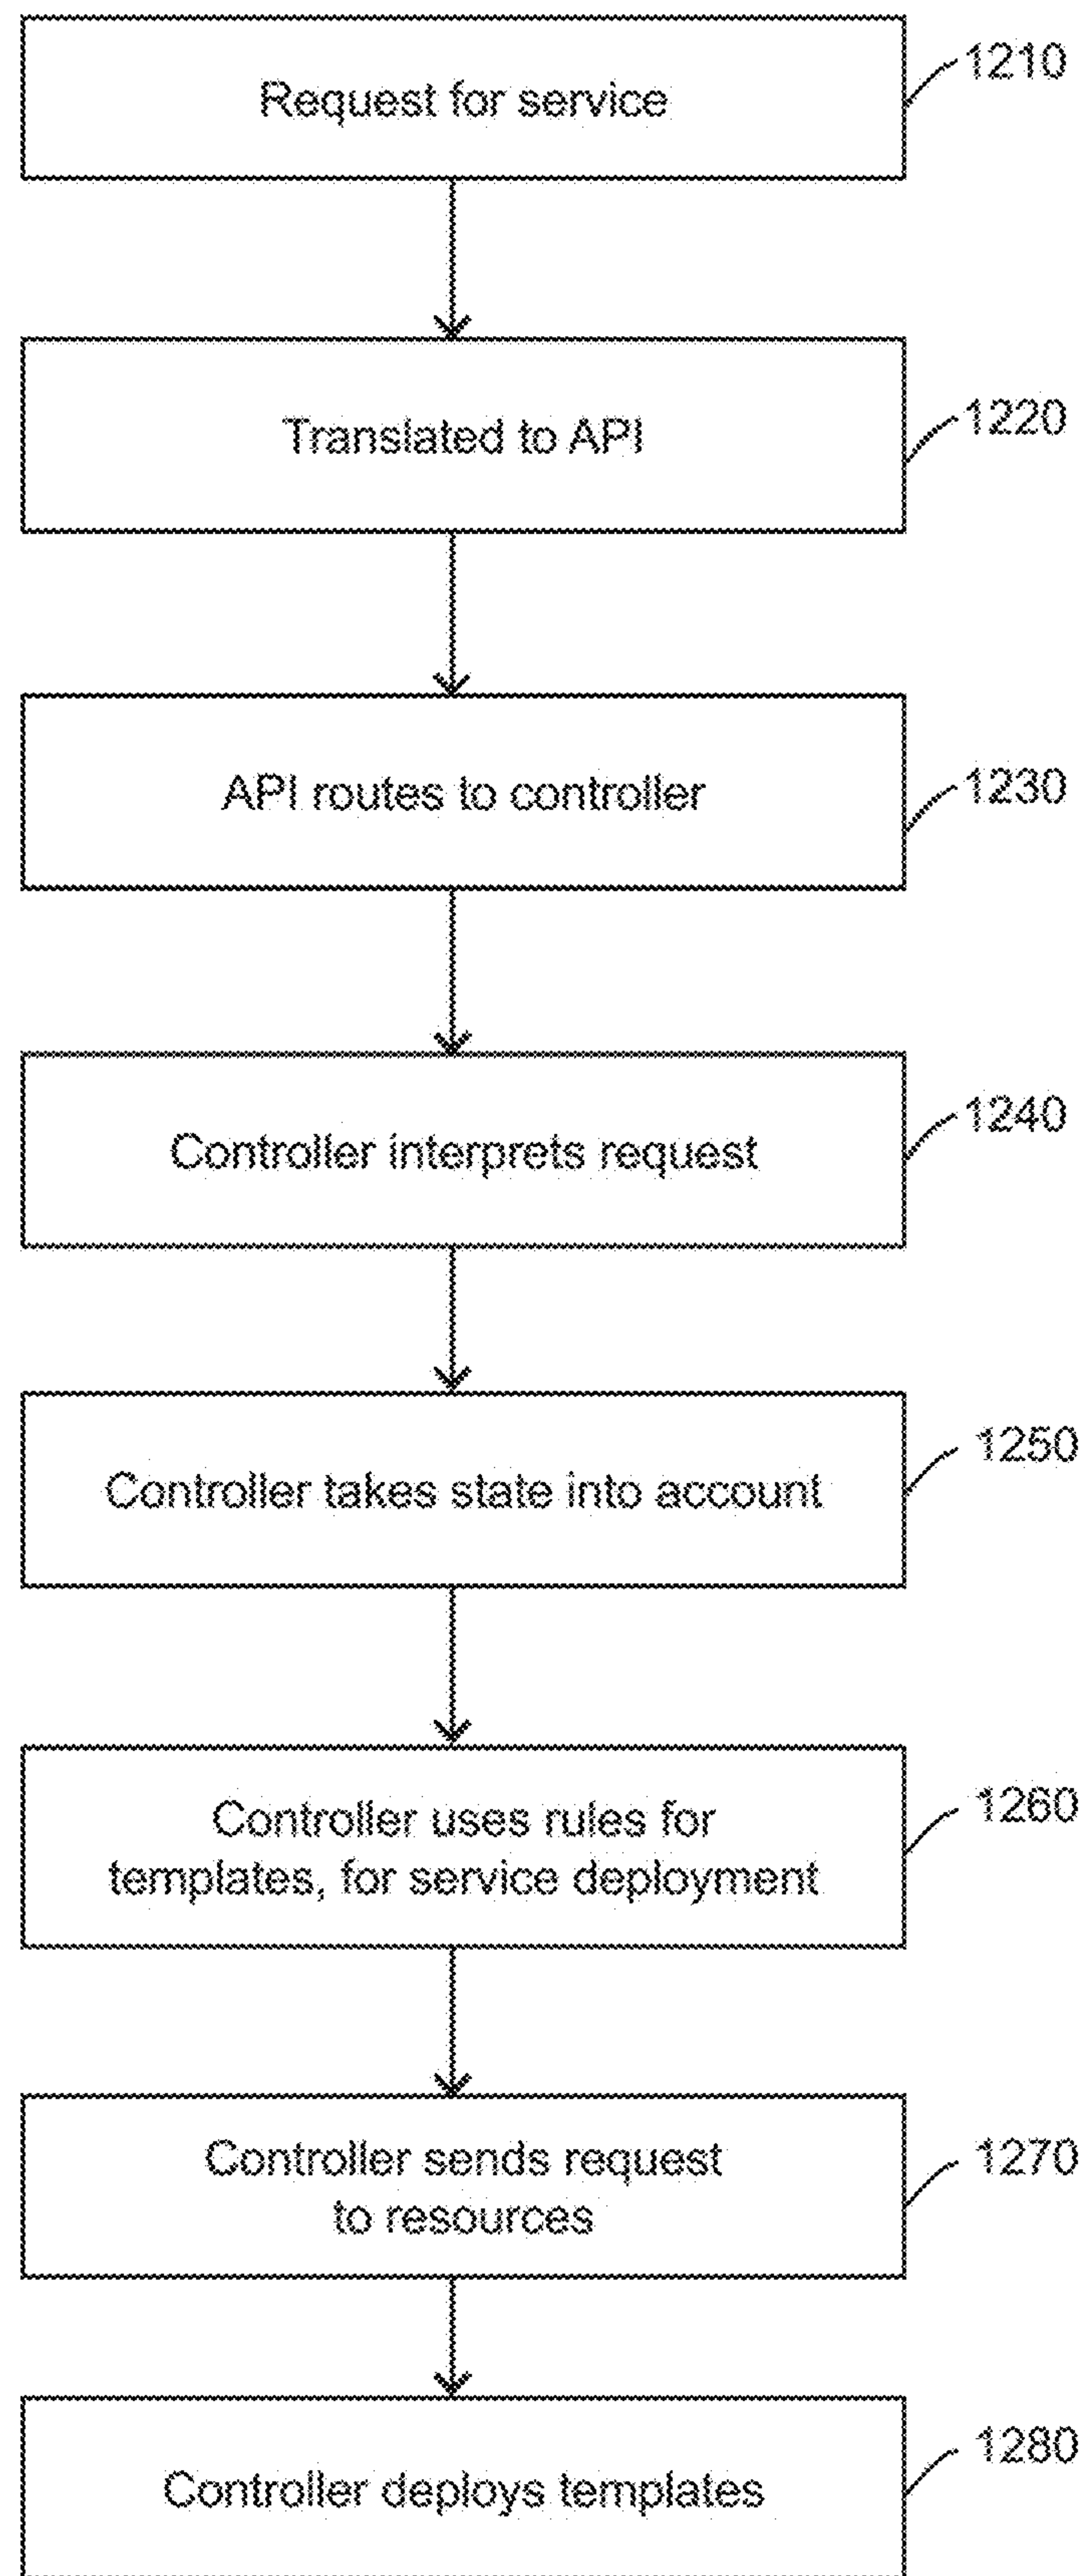 Request for service
1210
Translated to API
1220
API routes to controller
1230
Controller interprets request
1240
Controller takes state into account
1250
Controller uses rules for
templates, for service deployment
1260
Controller sends request
to resources
1270
Controller deploys templates
1280